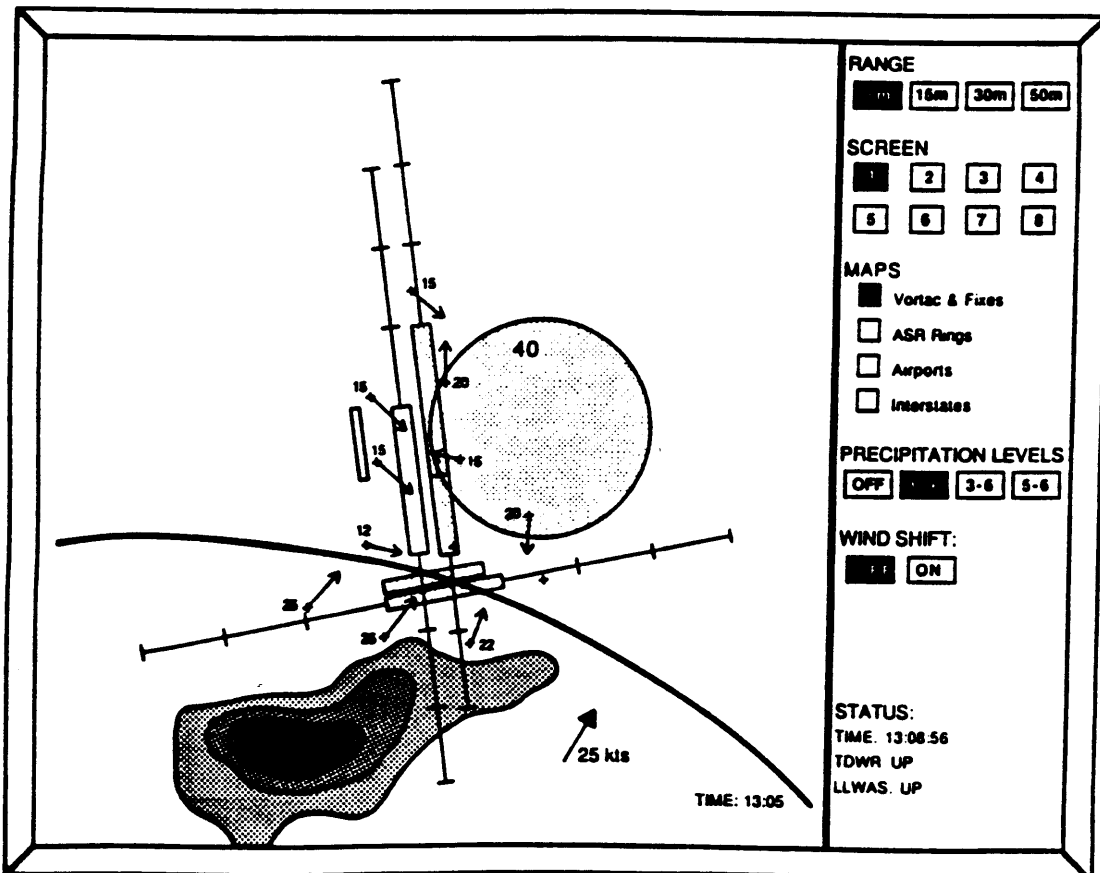 15
40
20
15
15
15
20
12
25
25
22
25 kts
TIME: 13:05
RANGE
15m 30m 50m
SCREEN
1 2 3 4
5 6 7 8
MAPS
Vortac & Fixes
ASR Rings
Airports
Interstates
PRECIPITATION LEVELS
OFF 3-6 5-6
WIND SHIFT:
ON
STATUS:
TIME. 13:08:56
TDWR UP
LLWAS. UP